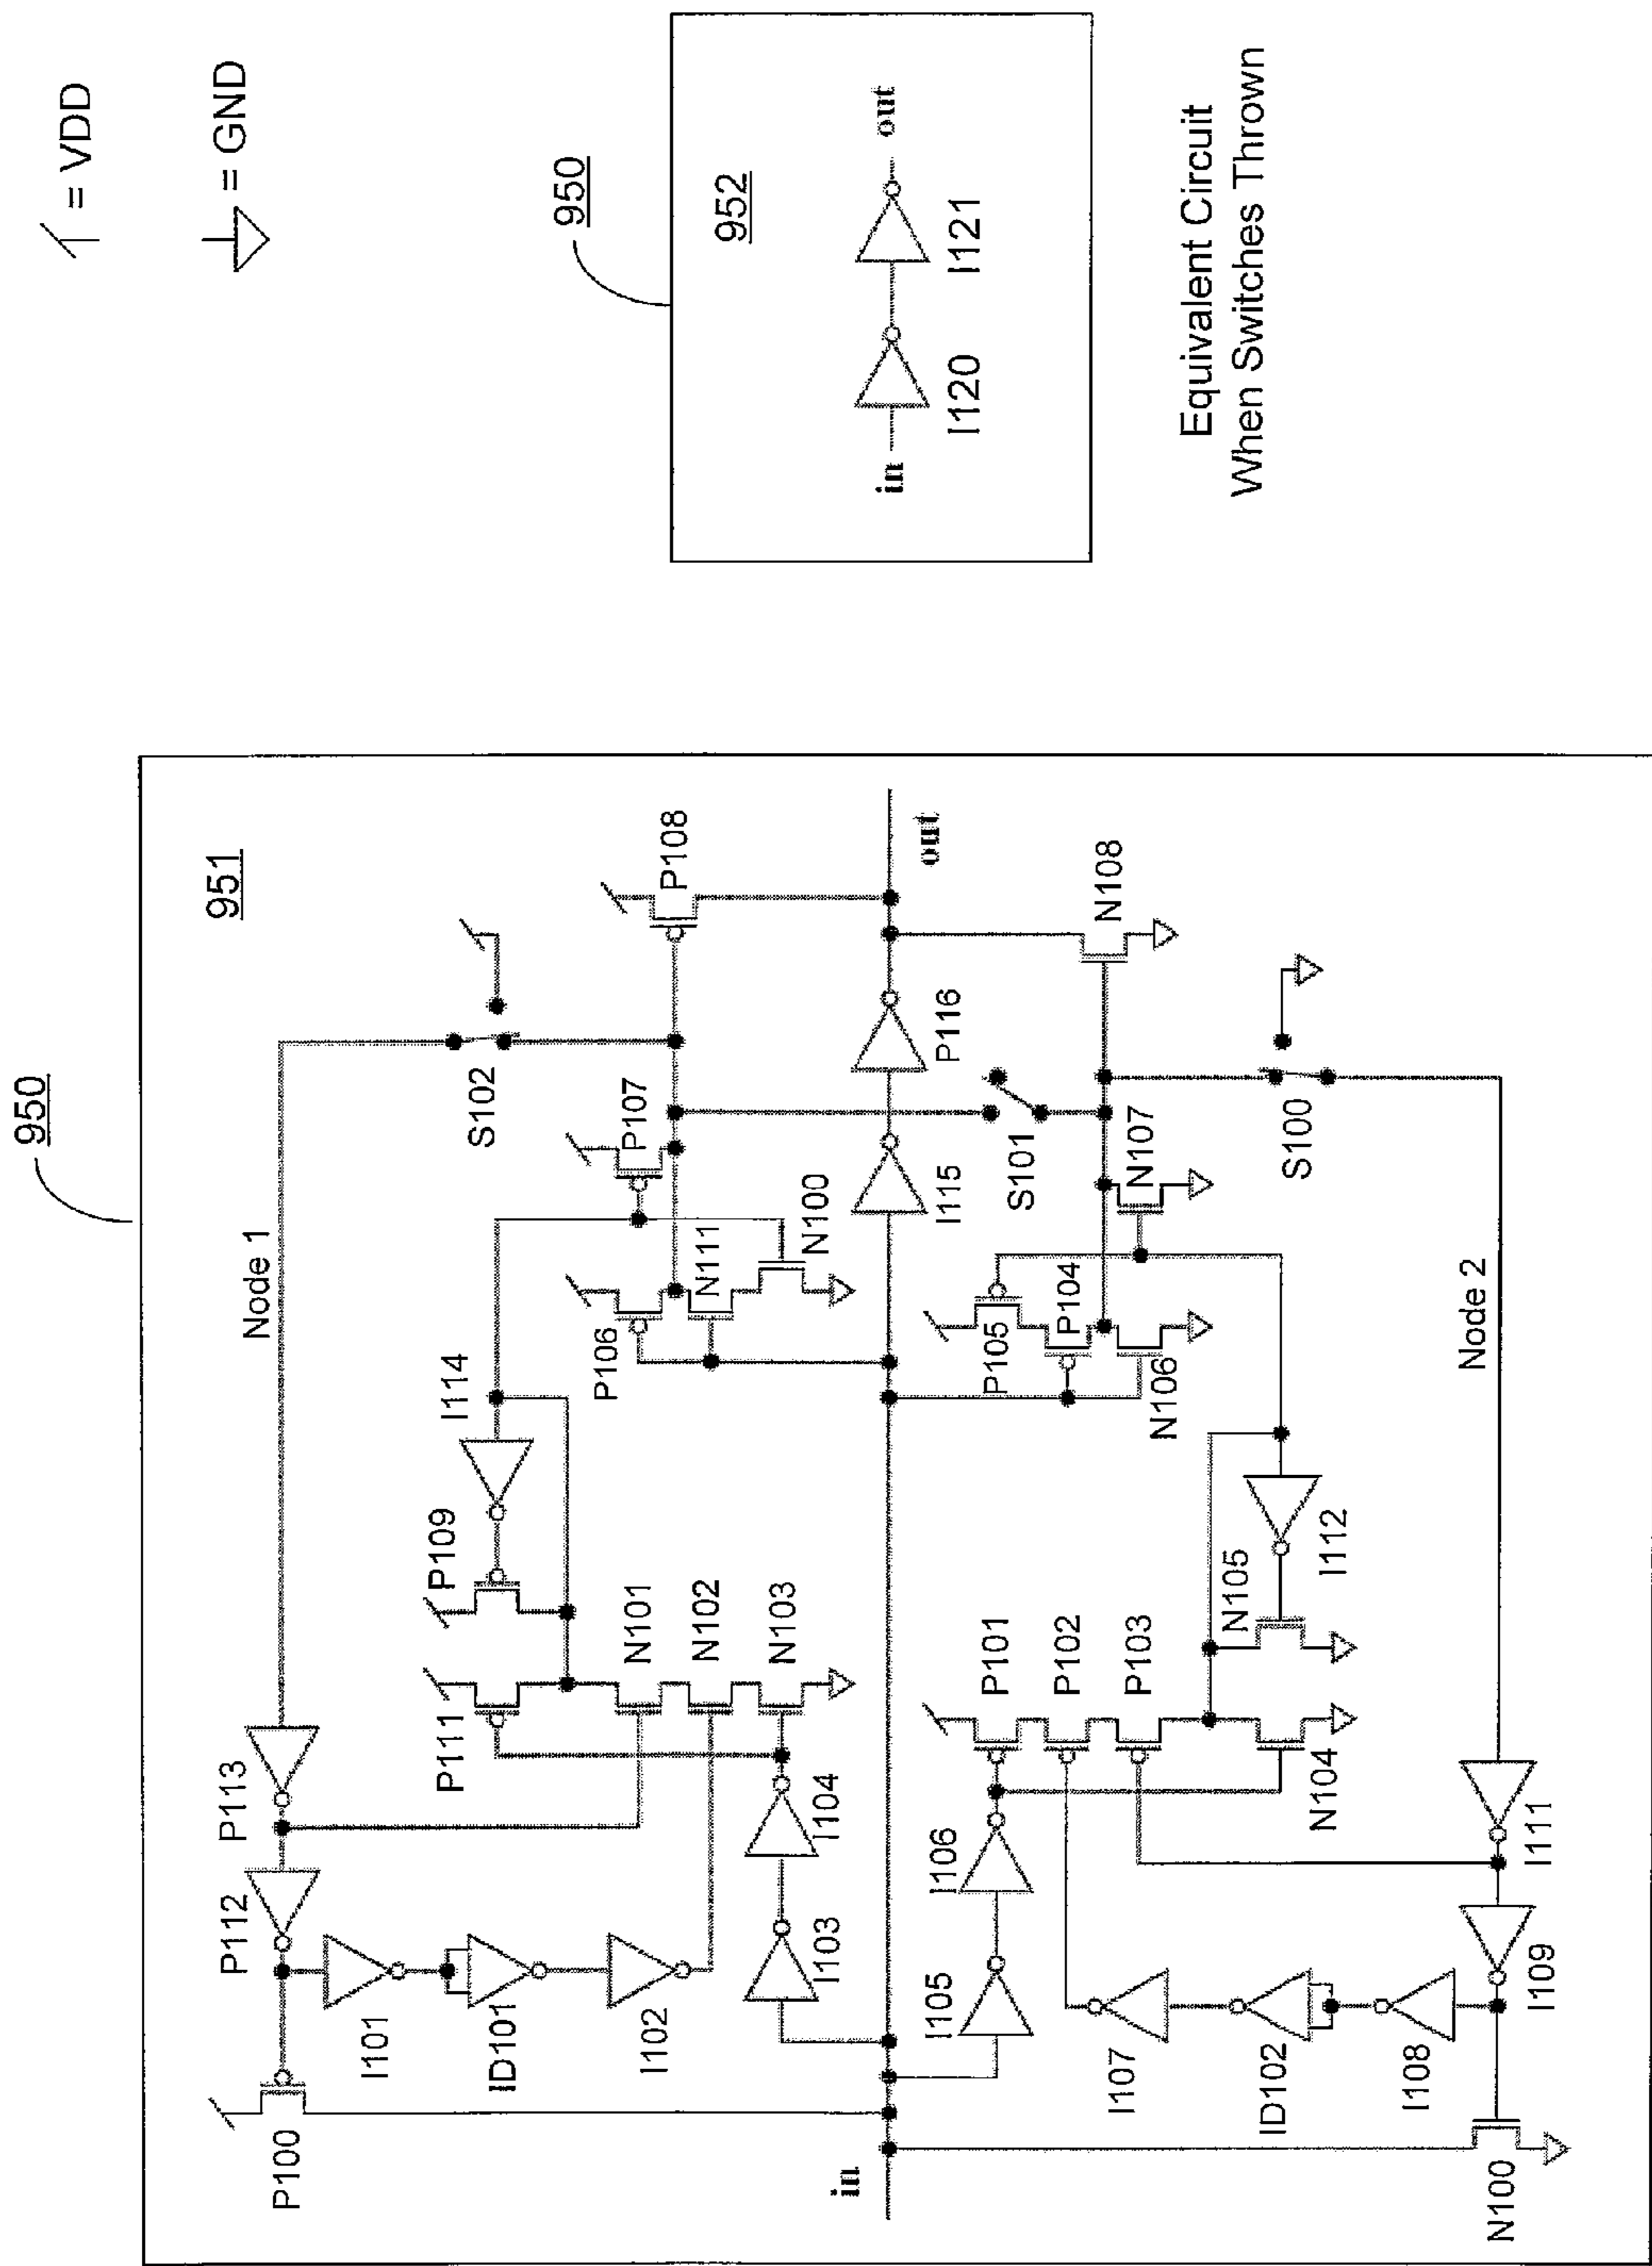 = VDD
= GND
950
951
Node 1
S102
P108
P113
P112
P109
I114
P107
P111
P106
N111
N100
P100
I101
ID101
I102
N101
N102
N103
I103
I104
in
I115
P116
out
I105
I106
P101
P102
P103
P105
P104
S101
N108
N107
N106
N105
N104
I112
I107
ID102
I108
I109
I111
N100
Node 2
S100
950
952
in
I120
I121
out
Equivalent Circuit
When Switches Thrown